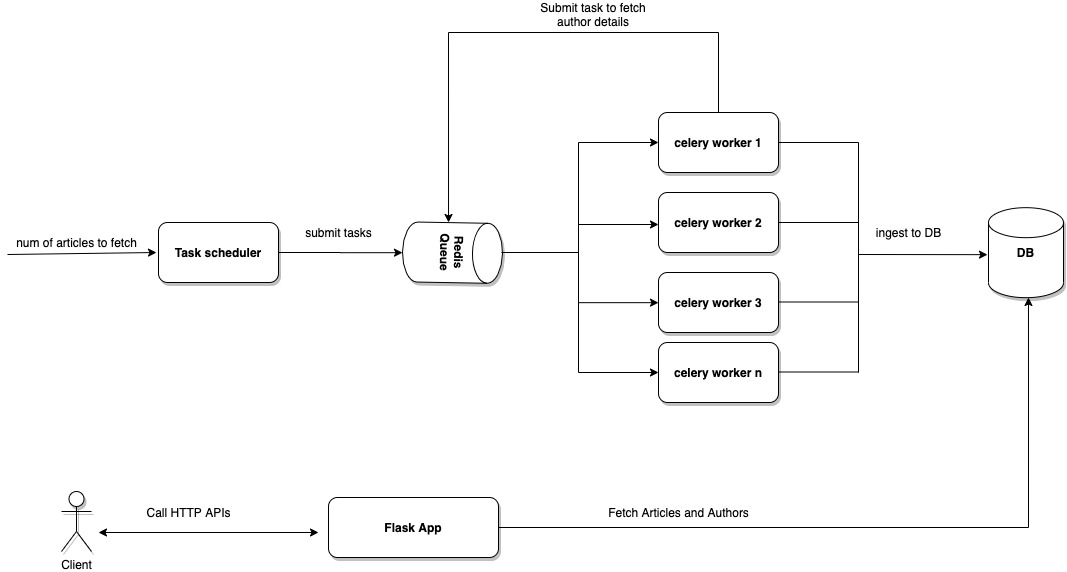 Submit task to fetch
author details
celery worker 1
celery worker 2
num of articles to fetch
Task scheduler
submit tasks
Redis
Queue
ingest to DB
DB
celery worker 3
celery worker n
Call HTTP APIs
Flask App
Fetch Articles and Authors
Client